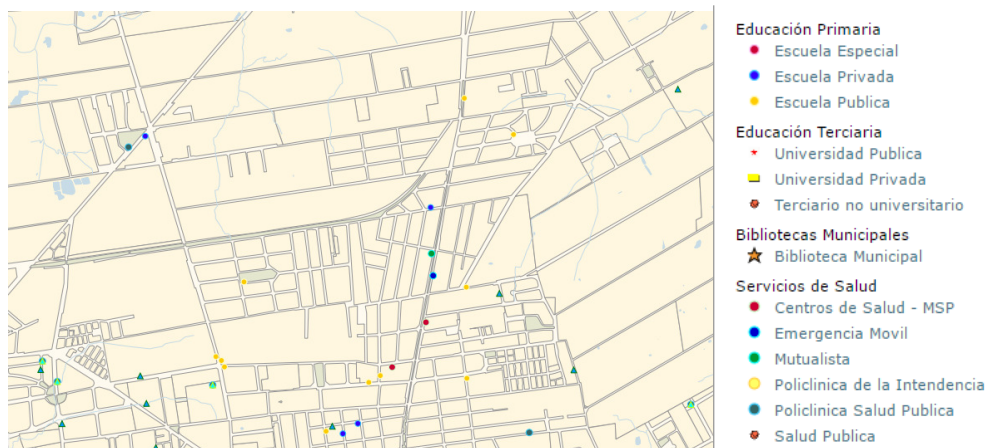 Educación Primaria
Escuela Especial
Escuela Privada
Escuela Publica
Educación Terciaria
Universidad Publica
Universidad Privada
Terciario no universitario
Bibliotecas Municipales
Biblioteca Municipal
Servicios de Salud
Centros de Salud - MSP
Emergencia Movil
Mutualista
Policlinica de la Intendencia
Policlinica Salud Publica
Salud Publica